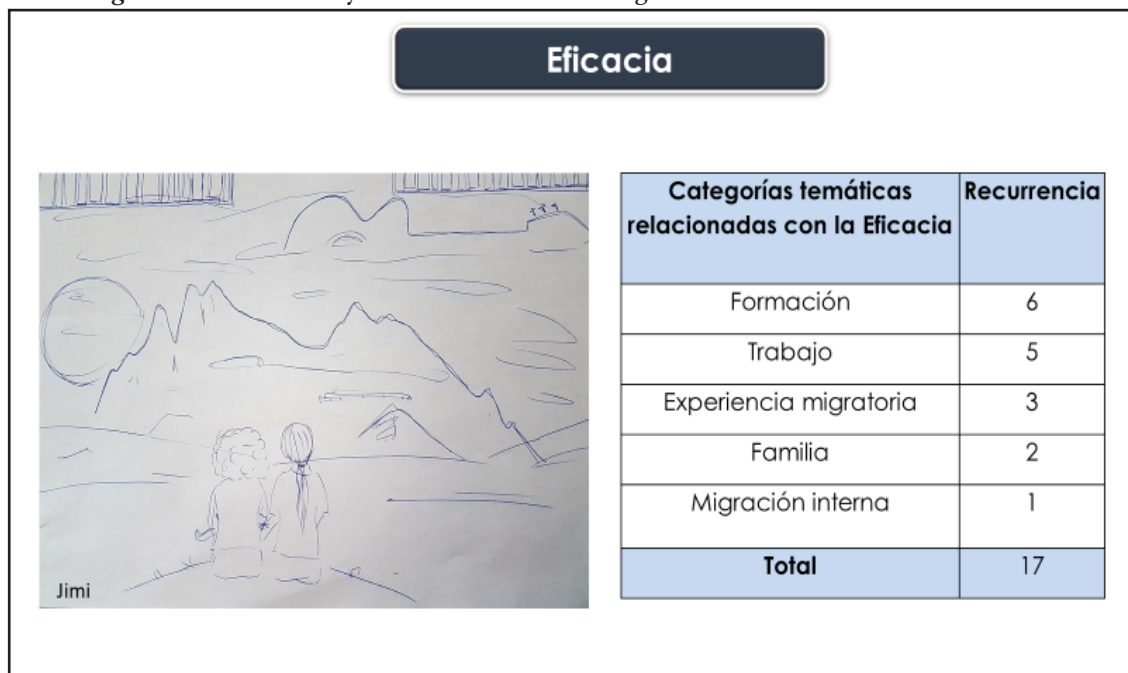 Eficacia
Categorías temáticas
relacionadas con la Eficacia
Recurrencia
Formación 6
Trabajo 5
Experiencia migratoria 3
Familia 2
Migración interna 1
Total 17
Jimi